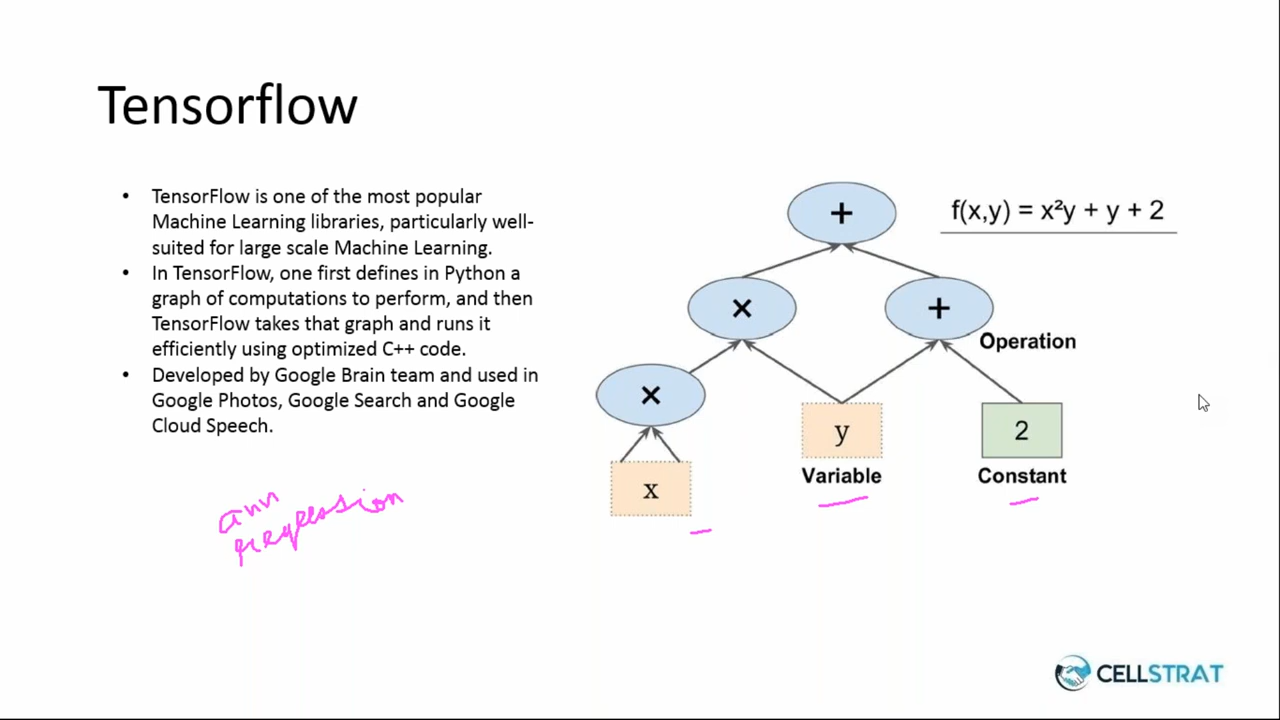 Tensorflow
• TensorFlow is one of the most popular
Machine Learning libraries, particularly well-
suited for large scale Machine Learning.
• In TensorFlow, one first defines in Python a
graph of computations to perform, and then
TensorFlow takes that graph and runs it
efficiently using optimized C++ code.
• Developed by Google Brain team and used in
Google Photos, Google Search and Google
Cloud Speech.
ann
regression
f(x,y) = x²y + y + 2
+
× +
Operation
×
y 2
Variable Constant
x
CELLSTRAT